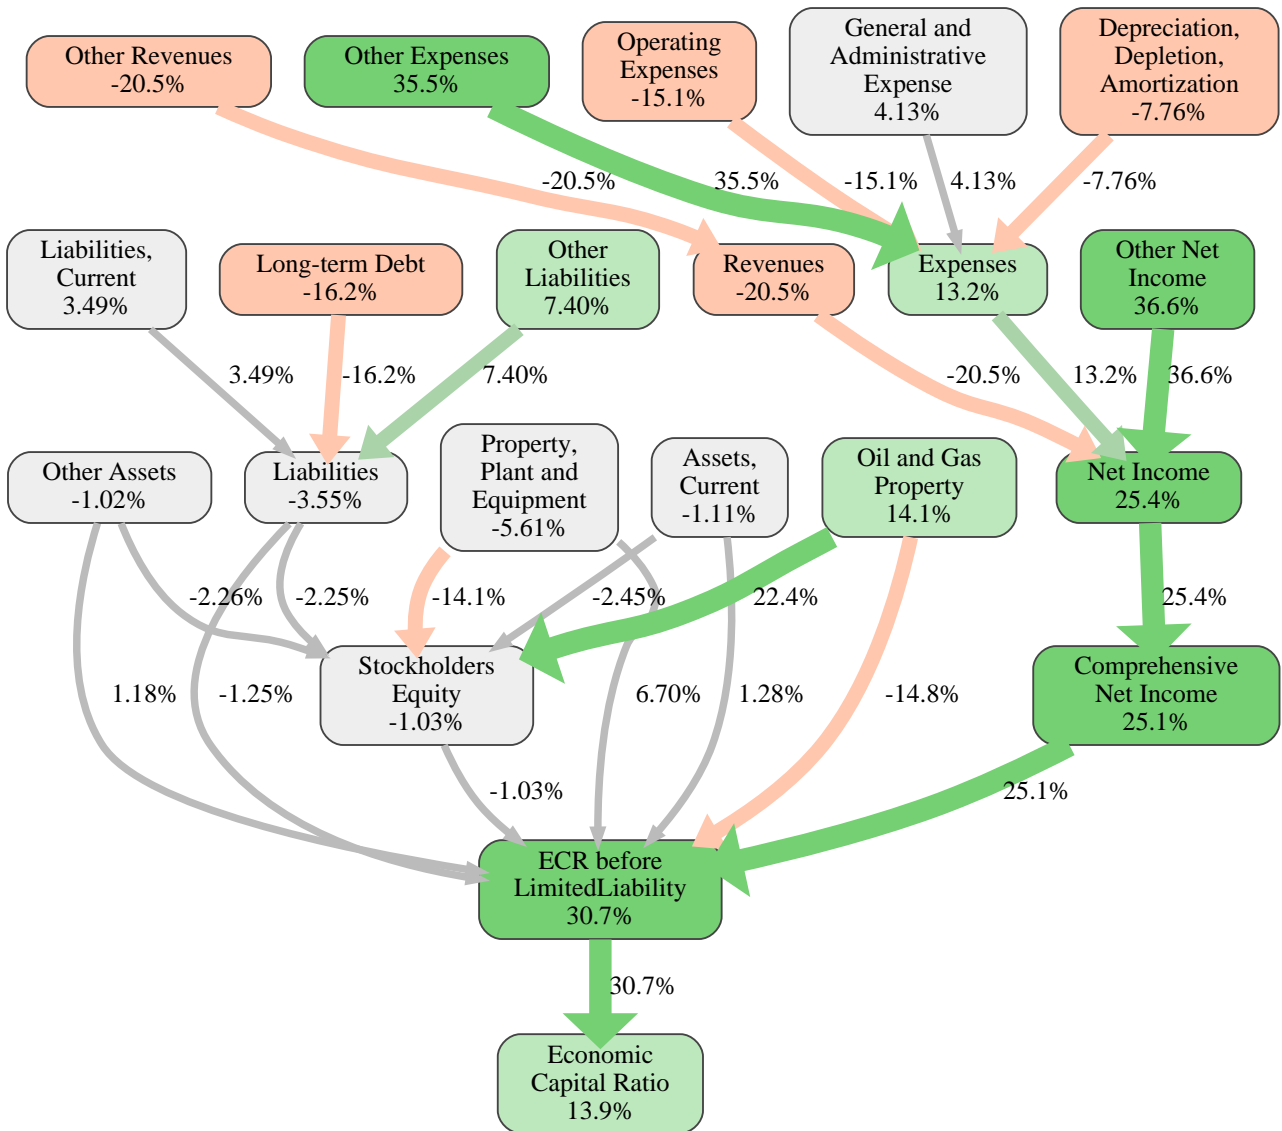 Other Revenues
-20.5%
Other Expenses
35.5%
Operating
Expenses
-15.1%
General and
Administrative
Expense
4.13%
Depreciation,
Depletion,
Amortization
-7.76%
-20.5%
35.5%
-15.1%
4.13%
-7.76%
Liabilities,
Current
3.49%
Long-term Debt
-16.2%
Other
Liabilities
7.40%
Revenues
-20.5%
Expenses
13.2%
Other Net
Income
36.6%
3.49%
-16.2%
7.40%
-20.5%
13.2%
36.6%
Other Assets
-1.02%
Liabilities
-3.55%
Property,
Plant and
Equipment
-5.61%
Assets,
Current
-1.11%
Oil and Gas
Property
14.1%
Net Income
25.4%
-2.26%
-2.25%
-14.1%
-2.45%
22.4%
25.4%
1.18%
-1.25%
Stockholders
Equity
-1.03%
6.70%
1.28%
-14.8%
Comprehensive
Net Income
25.1%
-1.03%
25.1%
ECR before
LimitedLiability
30.7%
30.7%
Economic
Capital Ratio
13.9%